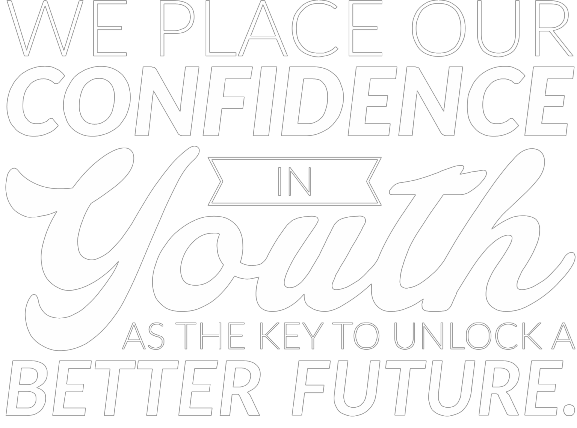 WE PLACE OUR
CONFIDENCE
IN
Youth
AS THE KEY TO UNLOCK A
BETTER FUTURE.